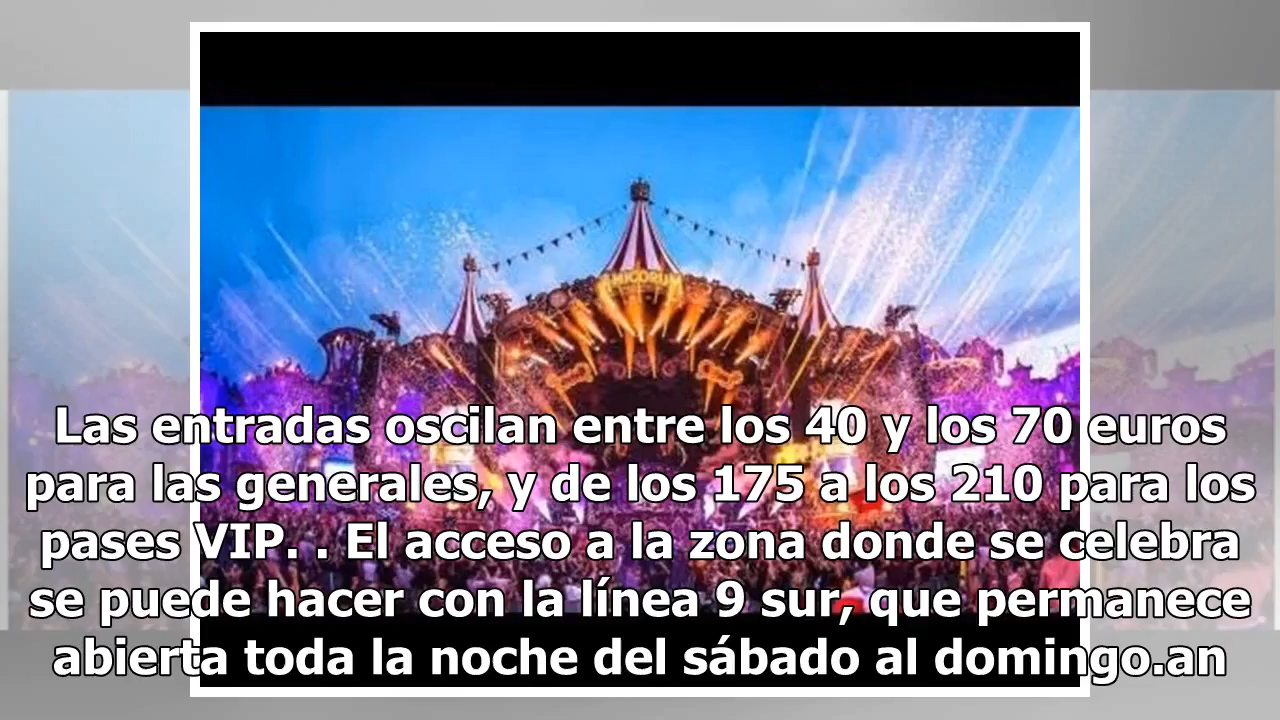 AMICORUM
Las entradas oscilan entre los 40 y los 70 euros
para las generales, y de los 175 a los 210 para los
pases VIP. . El acceso a la zona donde se celebra
se puede hacer con la línea 9 sur, que permanece
abierta toda la noche del sábado al domingo.an